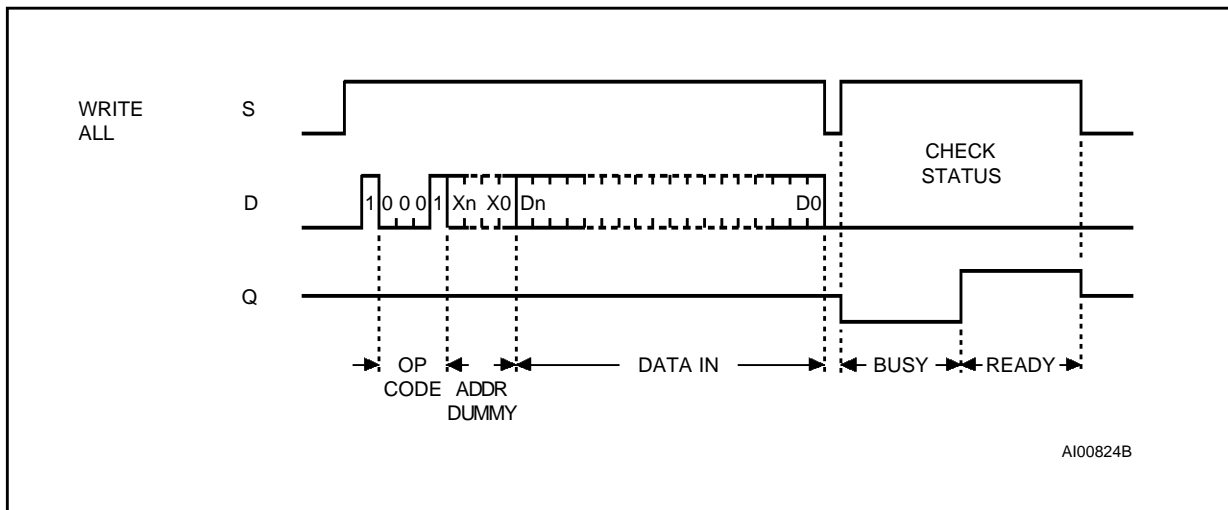 WRITE
ALL
S
CHECK
STATUS
D
1 0 0 0 1 Xn X0 Dn D0
Q
OP
CODE
ADDR
DUMMY
DATA IN
BUSY
READY
AI00824B